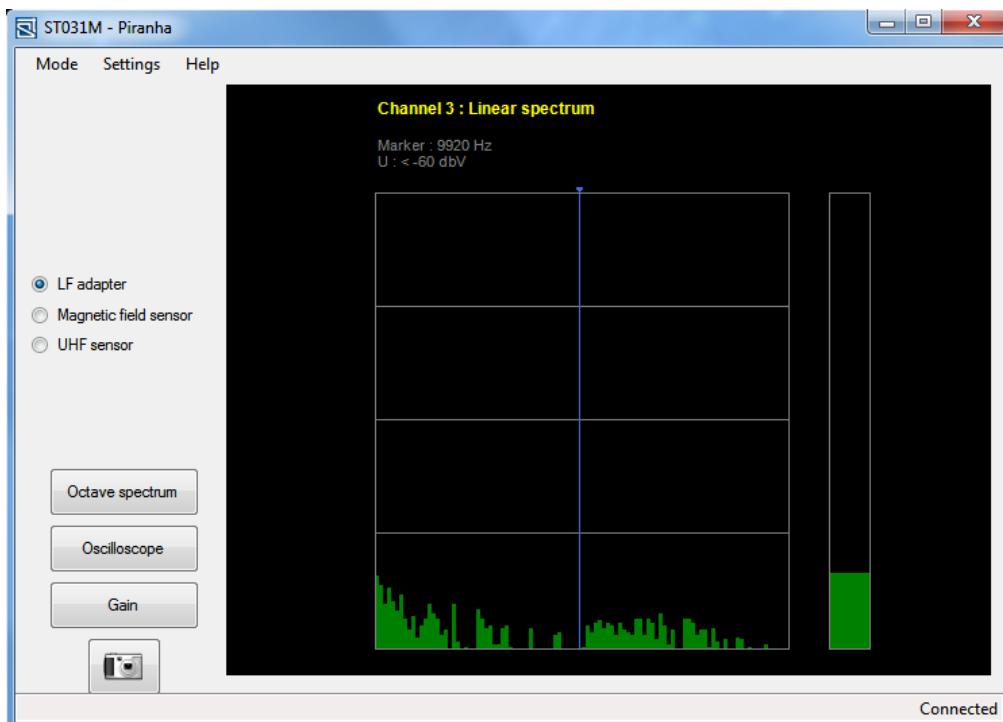 ST031M - Piranha
Mode Settings Help
Channel 3 : Linear spectrum
Marker : 9920 Hz
U : < -60 dbV
LF adapter
Magnetic field sensor
UHF sensor
Octave spectrum
Oscilloscope
Gain
Connected